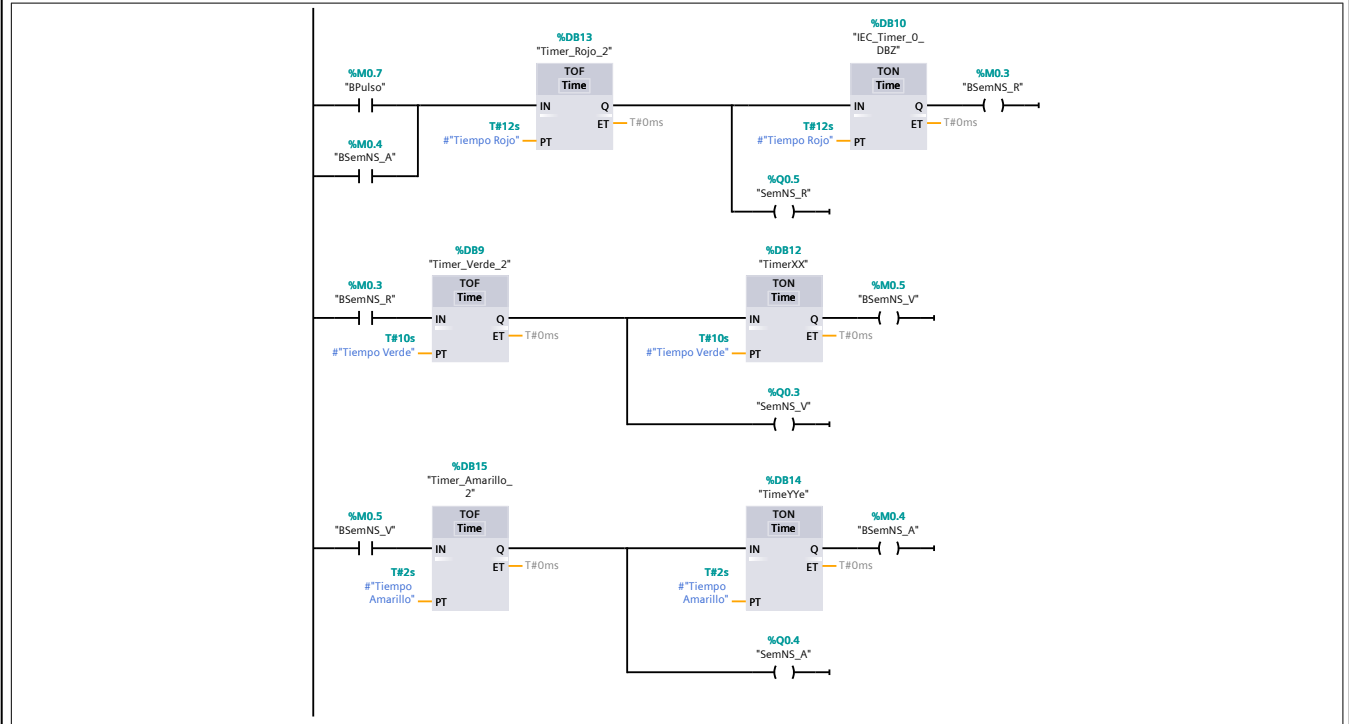 %DB10
"IEC_Timer_0_
DBZ"
%DB13
"Timer_Rojo_2"
%M0.7
"BPulso"
TOF
Time
TON
Time
%M0.3
"BSemNS_R"
IN
Q
IN
Q
ET
T#0ms
ET
T#0ms
T#12s
#"Tiempo Rojo"
PT
T#12s
#"Tiempo Rojo"
PT
%M0.4
"BSemNS_A"
%Q0.5
"SemNS_R"
%DB9
"Timer_Verde_2"
%DB12
"TimerXX"
%M0.3
"BSemNS_R"
TOF
Time
TON
Time
%M0.5
"BSemNS_V"
IN
Q
IN
Q
ET
T#0ms
ET
T#0ms
T#10s
#"Tiempo Verde"
PT
T#10s
#"Tiempo Verde"
PT
%Q0.3
"SemNS_V"
%DB15
"Timer_Amarillo_
2"
%DB14
"TimeYYe"
%M0.5
"BSemNS_V"
TOF
Time
TON
Time
%M0.4
"BSemNS_A"
IN
Q
IN
Q
ET
T#0ms
ET
T#0ms
T#2s
#"Tiempo
Amarillo"
PT
T#2s
#"Tiempo
Amarillo"
PT
%Q0.4
"SemNS_A"